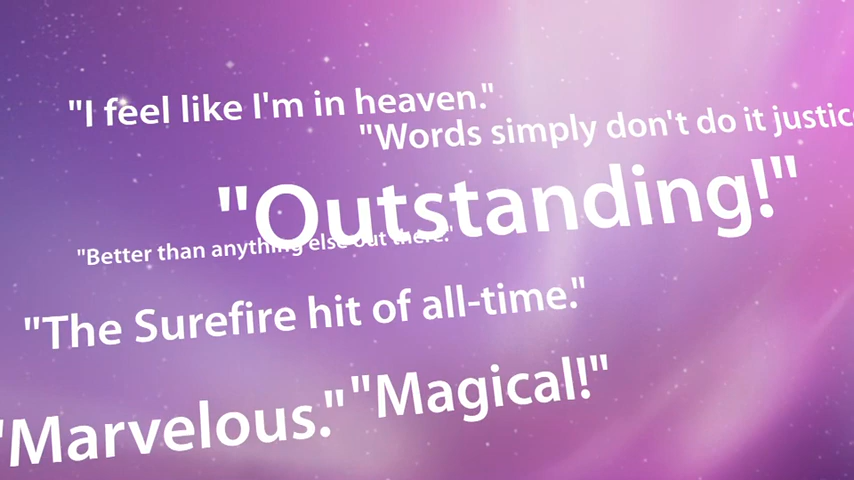 "I feel like I'm in heaven."
"Words simply don't do it justice
"Outstanding!"
"Better than anything else out there."
"The Surefire hit of all-time."
"Marvelous." "Magical!"